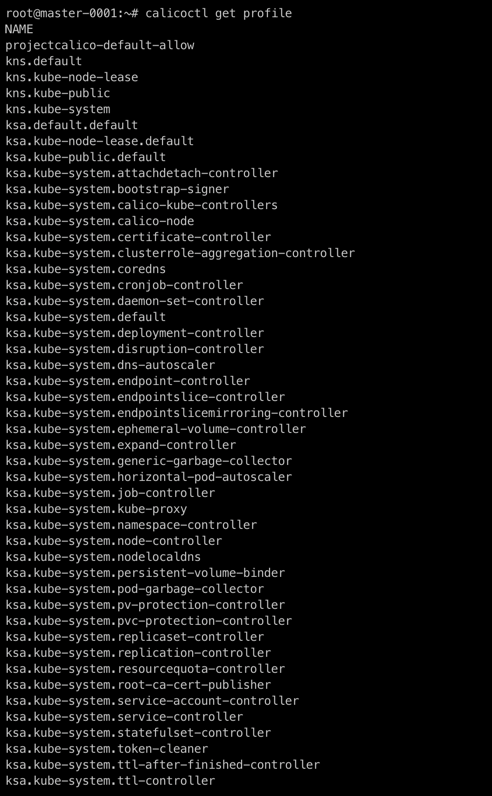 root@master-0001:~# calicoctl get profile
NAME
projectcalico-default-allow
kns.default
kns.kube-node-lease
kns.kube-public
kns.kube-system
ksa.default.default
ksa.kube-node-lease.default
ksa.kube-public.default
ksa.kube-system.attachdetach-controller
ksa.kube-system.bootstrap-signer
ksa.kube-system.calico-kube-controllers
ksa.kube-system.calico-node
ksa.kube-system.certificate-controller
ksa.kube-system.clusterrole-aggregation-controller
ksa.kube-system.coredns
ksa.kube-system.cronjob-controller
ksa.kube-system.daemon-set-controller
ksa.kube-system.default
ksa.kube-system.deployment-controller
ksa.kube-system.disruption-controller
ksa.kube-system.dns-autoscaler
ksa.kube-system.endpoint-controller
ksa.kube-system.endpointslice-controller
ksa.kube-system.endpointslicemirroring-controller
ksa.kube-system.ephemeral-volume-controller
ksa.kube-system.expand-controller
ksa.kube-system.generic-garbage-collector
ksa.kube-system.horizontal-pod-autoscaler
ksa.kube-system.job-controller
ksa.kube-system.kube-proxy
ksa.kube-system.namespace-controller
ksa.kube-system.node-controller
ksa.kube-system.nodelocaldns
ksa.kube-system.persistent-volume-binder
ksa.kube-system.pod-garbage-collector
ksa.kube-system.pv-protection-controller
ksa.kube-system.pvc-protection-controller
ksa.kube-system.replicaset-controller
ksa.kube-system.replication-controller
ksa.kube-system.resourcequota-controller
ksa.kube-system.root-ca-cert-publisher
ksa.kube-system.service-account-controller
ksa.kube-system.service-controller
ksa.kube-system.statefulset-controller
ksa.kube-system.token-cleaner
ksa.kube-system.ttl-after-finished-controller
ksa.kube-system.ttl-controller